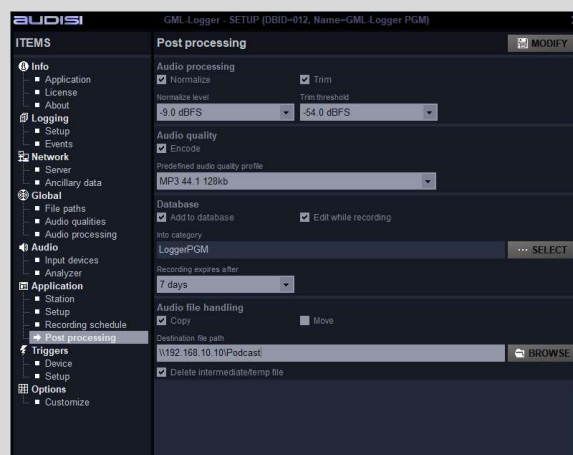 AUDISI
GML-Logger - SETUP (DBID=012, Name=GML-Logger PGM)
ITEMS
Info
Application
License
About
Logging
Setup
Events
Network
Server
Ancillary data
Global
File paths
Audio qualities
Audio processing
Audio
Input devices
Analyzer
Application
Station
Setup
Recording schedule
Post processing
Triggers
Device
Setup
Options
Customize
Post processing
MODIFY
Audio processing
Normalize Trim
Normalize level Trim threshold
-9.0 dBFS -54.0 dBFS
Audio quality
Encode
Predefined audio quality profile
MP3 44.1 128kb
Database
Add to database Edit while recording
Into category
LoggerPGM ... SELECT
Recording expires after
7 days
Audio file handling
Copy Move
Destination file path
\\192.168.10.10\Podcast BROWSE
Delete intermediate/temp file